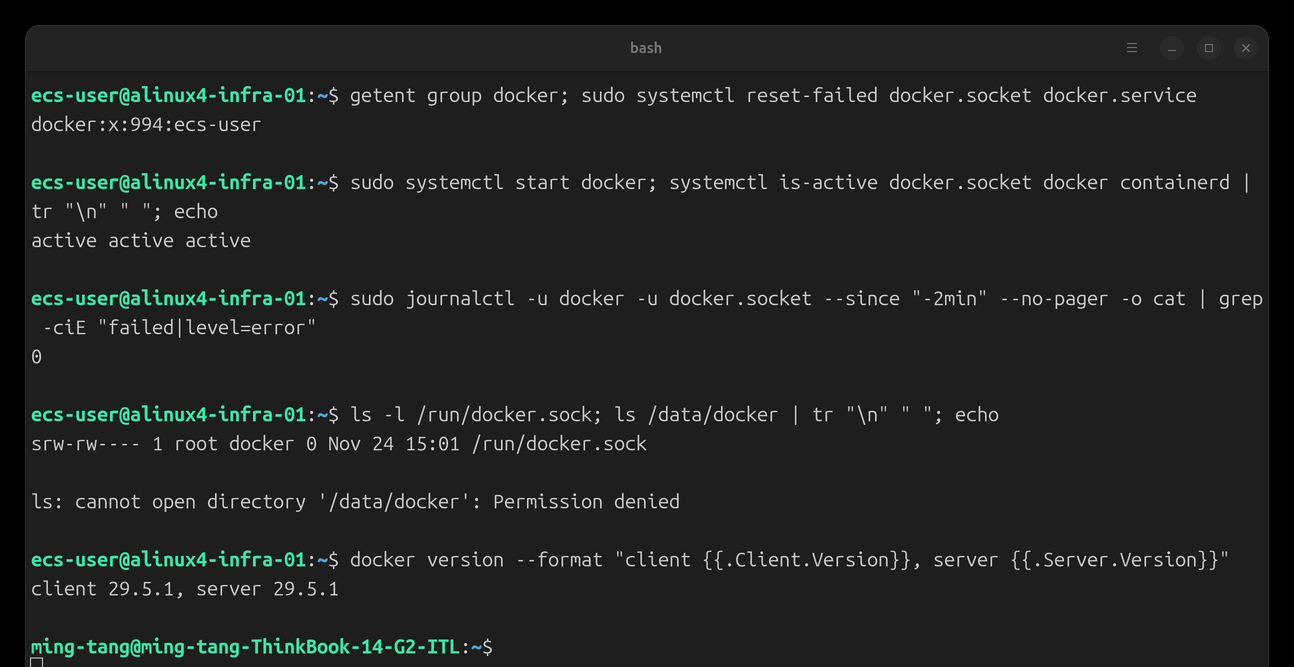 bash
ecs-user@alinux4-infra-01:~$ getent group docker; sudo systemctl reset-failed docker.socket docker.service
docker:x:994:ecs-user
ecs-user@alinux4-infra-01:~$ sudo systemctl start docker; systemctl is-active docker.socket docker containerd |
tr "\n" " "; echo
active active active
ecs-user@alinux4-infra-01:~$ sudo journalctl -u docker -u docker.socket --since "-2min" --no-pager -o cat | grep
 -ciE "failed|level=error"
0
ecs-user@alinux4-infra-01:~$ ls -l /run/docker.sock; ls /data/docker | tr "\n" " "; echo
srw-rw---- 1 root docker 0 Nov 24 15:01 /run/docker.sock
ls: cannot open directory '/data/docker': Permission denied
ecs-user@alinux4-infra-01:~$ docker version --format "client {{.Client.Version}}, server {{.Server.Version}}"
client 29.5.1, server 29.5.1
ming-tang@ming-tang-ThinkBook-14-G2-ITL:~$